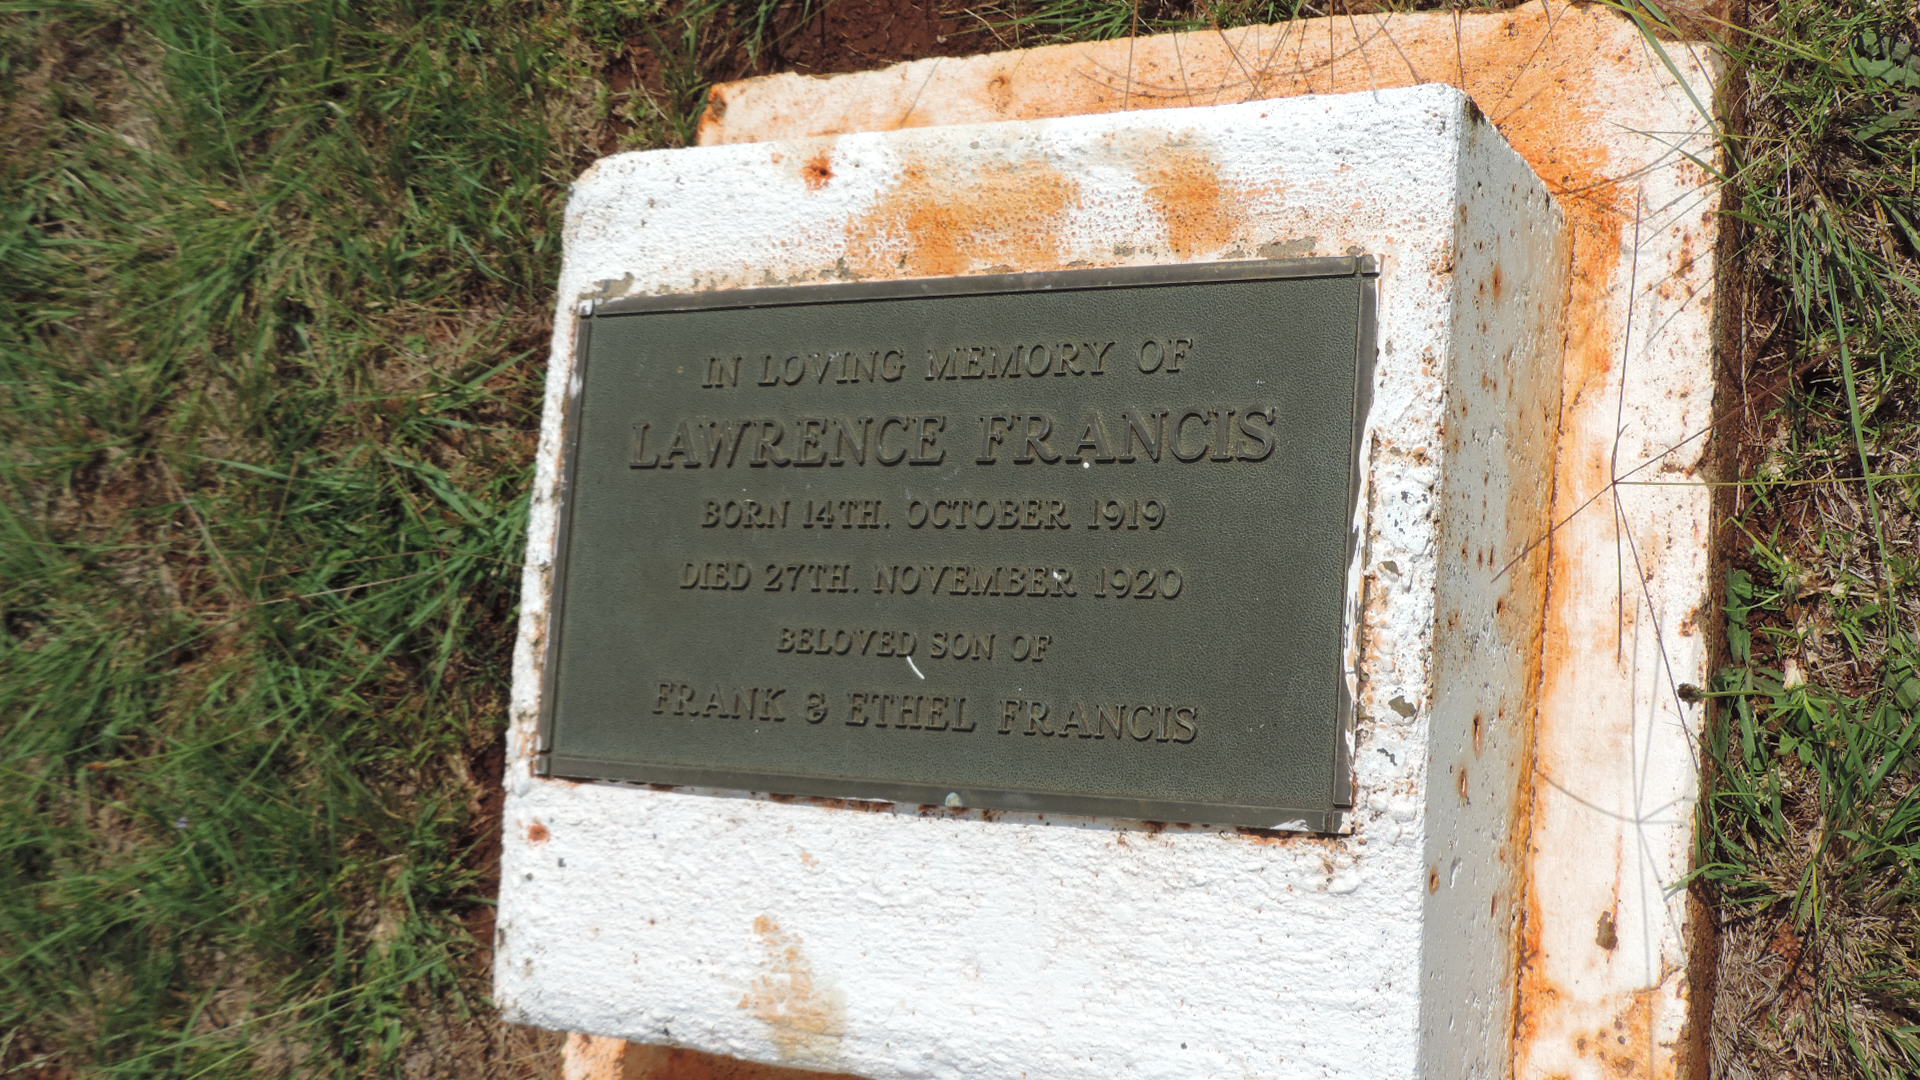 IN LOVING MEMORY OF
LAWRENCE FRANCIS
BORN 14TH. OCTOBER 1919
DIED 27TH. NOVEMBER 1920
BELOVED SON OF
FRANK & ETHEL FRANCIS